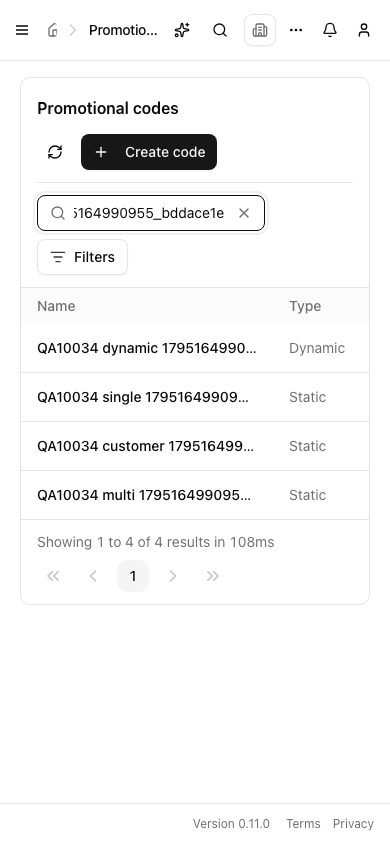 Promotio...
Promotional codes
Create code
5164990955_bddace1e
Filters
Name Type
QA10034 dynamic 1795164990... Dynamic
QA10034 single 17951649909... Static
QA10034 customer 179516499... Static
QA10034 multi 179516499095... Static
Showing 1 to 4 of 4 results in 108ms
1
Version 0.11.0 Terms Privacy